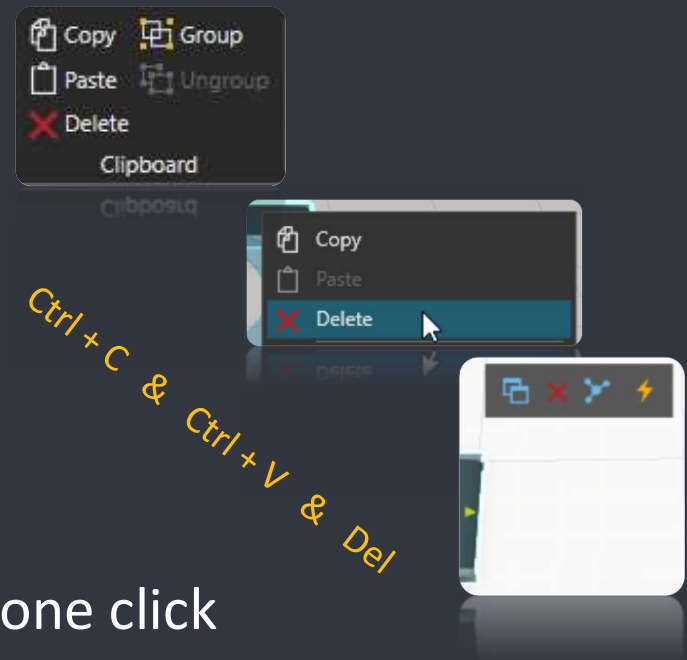 Copy Group
Paste Ungroup
Delete
Clipboard
Copy
Paste
Delete
Ctrl + C & Ctrl + V & Del
one click